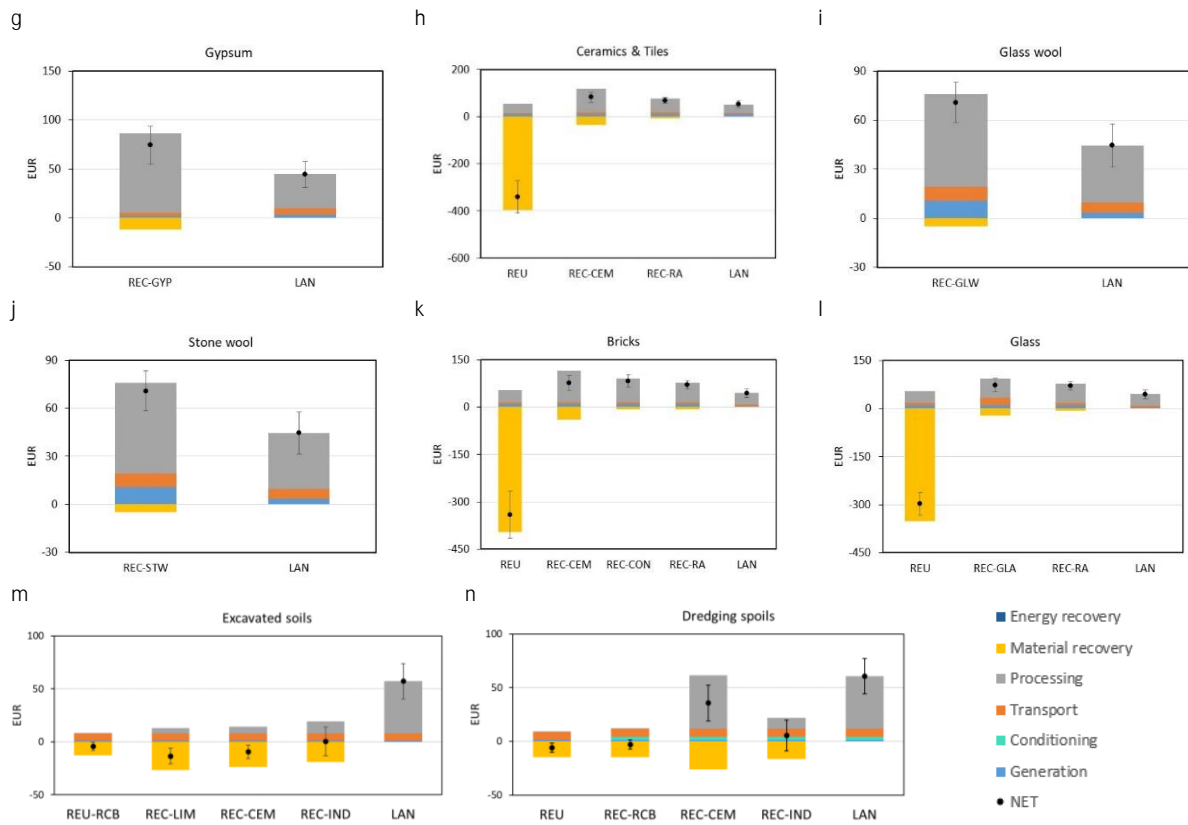 g
Gypsum
150
100
50
0
-50
EUR
REC-GYP LAN
h
Ceramics & Tiles
200
0
-200
-400
-600
EUR
REU REC-CEM REC-RA LAN
i
Glass wool
90
60
30
0
-30
EUR
REC-GLW LAN
j
Stone wool
90
60
30
0
-30
EUR
REC-STW LAN
k
Bricks
150
0
-150
-300
-450
EUR
REU REC-CEM REC-CON REC-RA LAN
l
Glass
150
0
-150
-300
-450
EUR
REU REC-GLA REC-RA LAN
m
Excavated soils
100
50
0
-50
EUR
REU-RCB REC-LIM REC-CEM REC-IND LAN
n
Dredging spoils
100
50
0
-50
EUR
REU REC-RCB REC-CEM REC-IND LAN
Energy recovery
Material recovery
Processing
Transport
Conditioning
Generation
NET